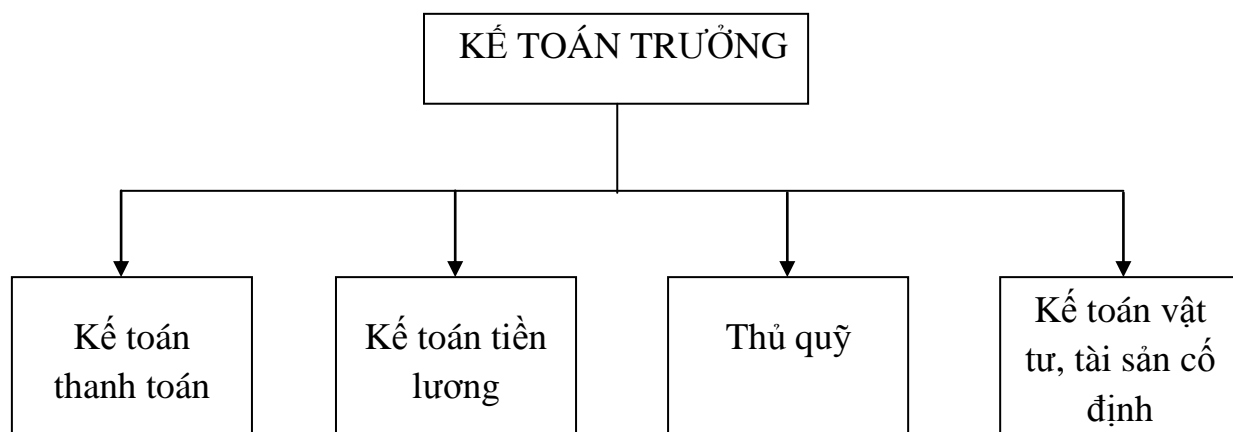 KẾ TOÁN TRƯỞNG
Kế toán
thanh toán
Kế toán tiền
lương
Thủ quỹ
Kế toán vật
tư, tài sản cố
định